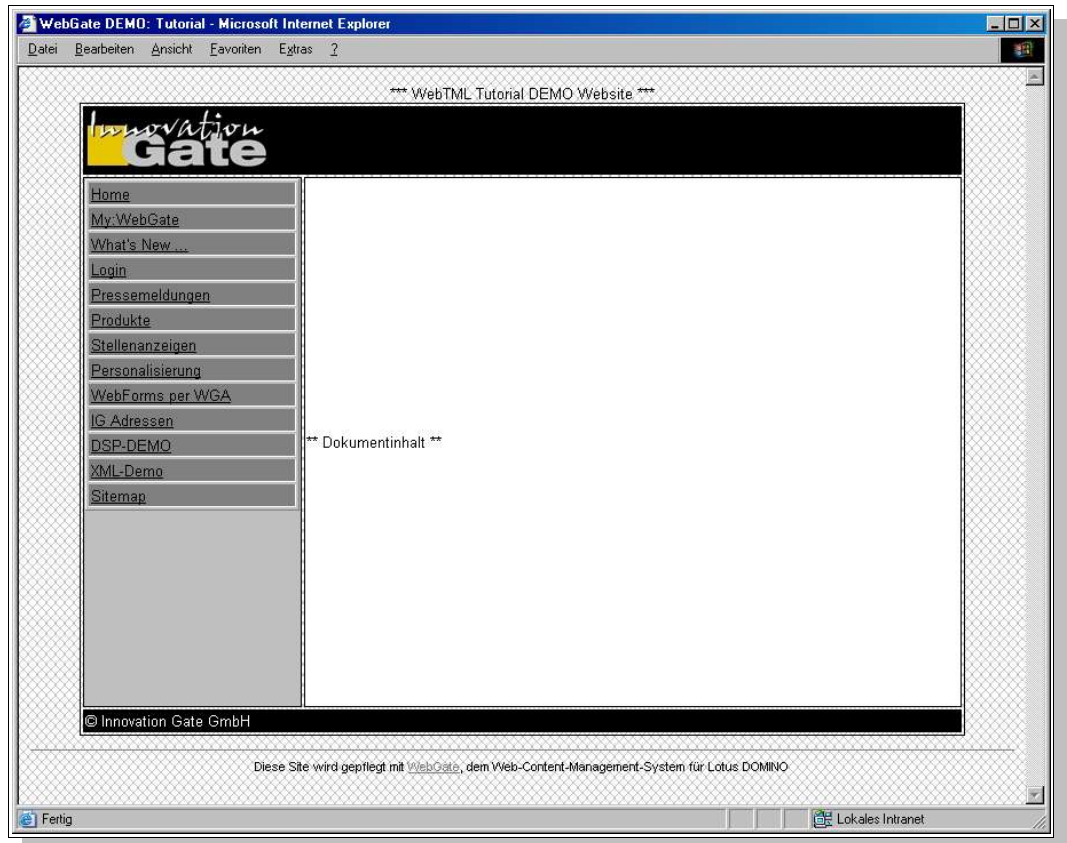 WebGate DEMO: Tutorial - Microsoft Internet Explorer
Datei Bearbeiten Ansicht Favoriten Extras ?
*** WebTML Tutorial DEMO Website ***
Innovation
Gate
Home
My:WebGate
What's New ...
Login
Pressemeldungen
Produkte
Stellenanzeigen
Personalisierung
WebForms per WGA
IG Adressen
** Dokumentinhalt **
DSP-DEMO
XML-Demo
Sitemap
© Innovation Gate GmbH
Diese Site wird gepflegt mit WebGate, dem Web-Content-Management-System für Lotus DOMINO
Fertig
Lokales Intranet